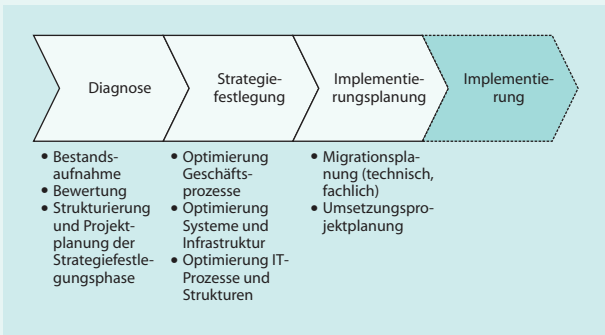 Diagnose
Strategie-
festlegung
Implementie-
rungsplanung
Implementie-
rung
• Bestands-
aufnahme
• Bewertung
• Strukturierung
und Projekt-
planung der
Strategiefestle-
gungsphase
• Optimierung
Geschäfts-
prozesse
• Optimierung
Systeme und
Infrastruktur
• Optimierung IT-
Prozesse und
Strukturen
• Migrationspla-
nung (technisch,
fachlich)
• Umsetzungspro-
jektplanung